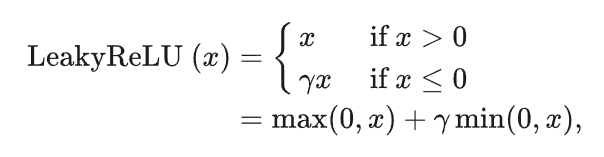 LeakyReLU (x) = { x if x > 0
γx if x ≤ 0
= max(0, x) + γ min(0, x),